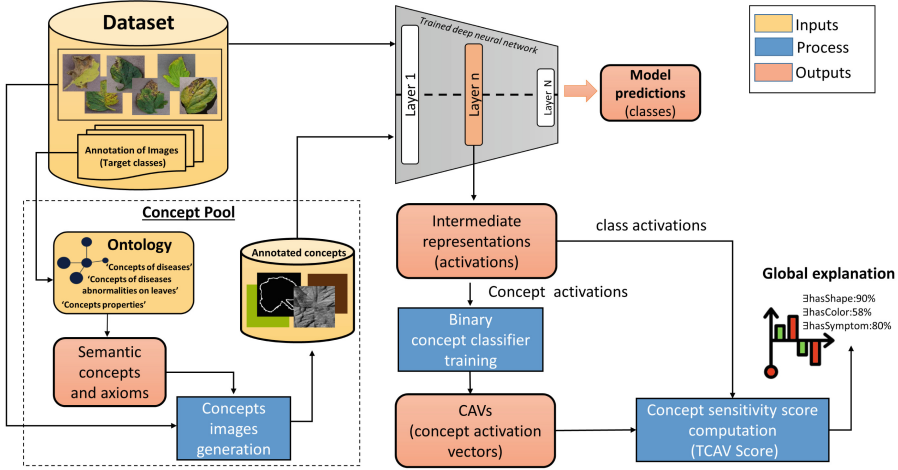 Dataset
Annotation of Images
(Target classes)
Trained deep neural network
Layer 1
Layer n
Layer N
Model
predictions
(classes)
Inputs
Process
Outputs
Concept Pool
Ontology
‘Concepts of diseases’
‘Concepts of diseases
abnormalities on leaves’
‘Concepts properties’
Annotated concepts
Semantic
concepts
and axioms
Concepts
images
generation
Intermediate
representations
(activations)
class activations
Concept activations
Binary
concept classifier
training
CAVs
(concept activation
vectors)
Concept sensitivity score
computation
(TCAV Score)
Global explanation
∃hasShape:90%
∃hasColor:58%
∃hasSymptom:80%